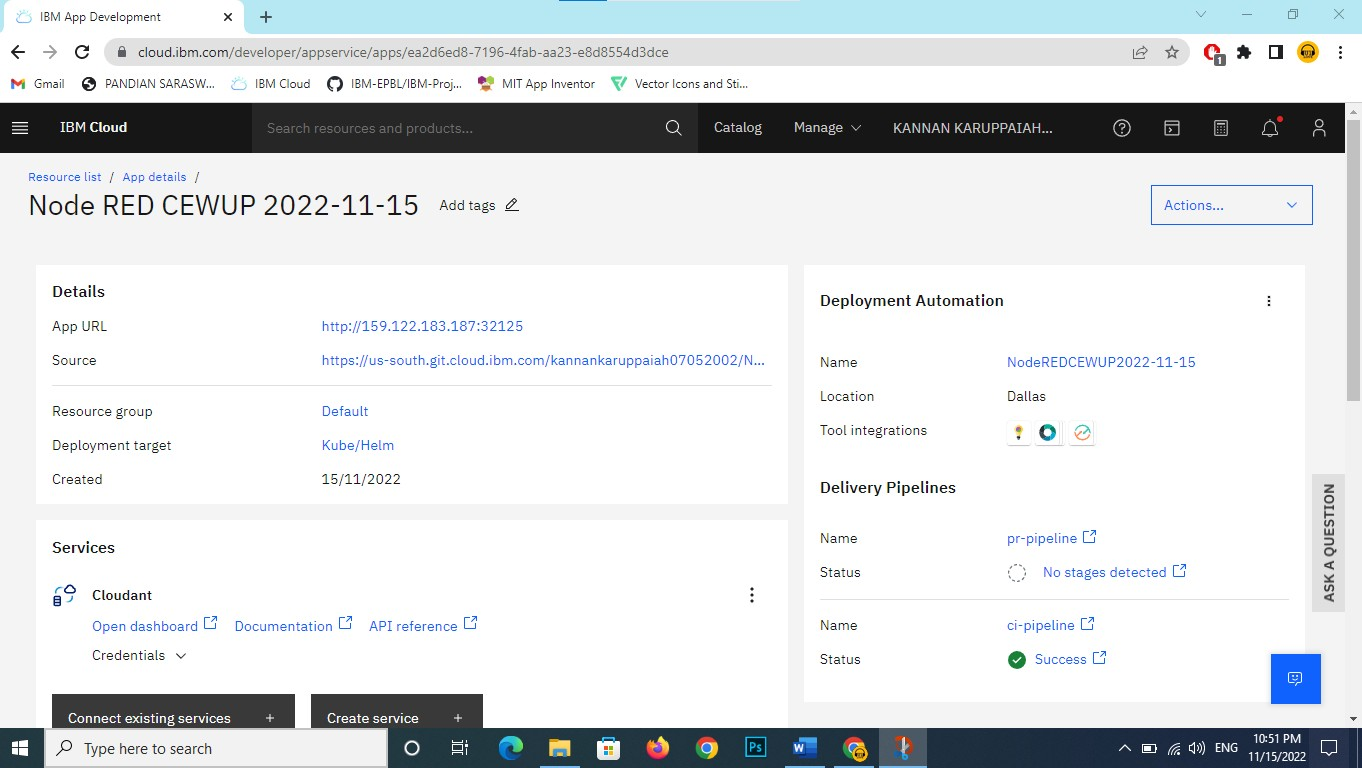 IBM App Development
cloud.ibm.com/developer/appservice/apps/ea2d6ed8-7196-4fab-aa23-e8d8554d3dce
1
Gmail PANDIAN SARASW... IBM Cloud IBM-EPBL/IBM-Proj... MIT App Inventor Vector Icons and Sti...
IBM Cloud Search resources and products... Catalog Manage KANNAN KARUPPAIAH...
Resource list / App details /
Node RED CEWUP 2022-11-15 Add tags Actions...
Details
App URL http://159.122.183.187:32125
Source https://us-south.git.cloud.ibm.com/kannankaruppaiah07052002/N...
Resource group Default
Deployment target Kube/Helm
Created 15/11/2022
Services
Cloudant
Open dashboard Documentation API reference
Credentials
Connect existing services + Create service +
Deployment Automation
Name NodeREDCEWUP2022-11-15
Location Dallas
Tool integrations
Delivery Pipelines
Name pr-pipeline
Status No stages detected
Name ci-pipeline
Status Success
ASK A QUESTION
Type here to search Ps ENG 10:51 PM
11/15/2022